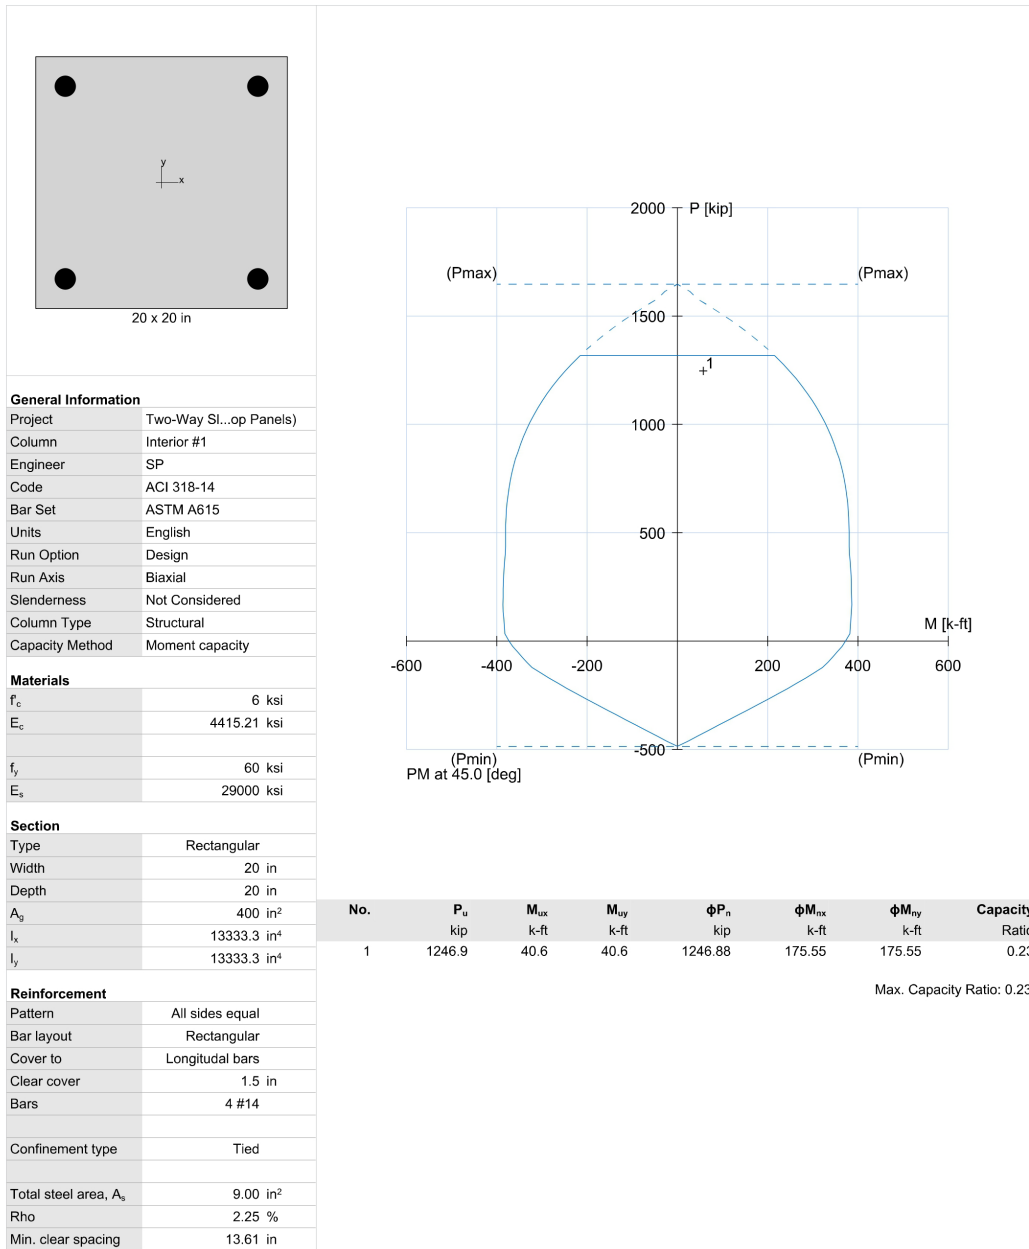 y
x
20 x 20 in
General Information
Project Two-Way Sl...op Panels)
Column Interior #1
Engineer SP
Code ACI 318-14
Bar Set ASTM A615
Units English
Run Option Design
Run Axis Biaxial
Slenderness Not Considered
Column Type Structural
Capacity Method Moment capacity
Materials
f'c 6 ksi
Ec 4415.21 ksi
fy 60 ksi
Es 29000 ksi
Section
Type Rectangular
Width 20 in
Depth 20 in
Ag 400 in²
Ix 13333.3 in⁴
Iy 13333.3 in⁴
Reinforcement
Pattern All sides equal
Bar layout Rectangular
Cover to Longitudal bars
Clear cover 1.5 in
Bars 4 #14
Confinement type Tied
Total steel area, As 9.00 in²
Rho 2.25 %
Min. clear spacing 13.61 in
2000 P [kip]
(Pmax) (Pmax)
1500
1
1000
500
M [k-ft]
-600 -400 -200 200 400 600
-500
(Pmin) (Pmin)
PM at 45.0 [deg]
No. Pu Mux Muy ϕPn ϕMnx ϕMny Capacity
kip k-ft k-ft kip k-ft k-ft Ratio
1 1246.9 40.6 40.6 1246.88 175.55 175.55 0.23
Max. Capacity Ratio: 0.23